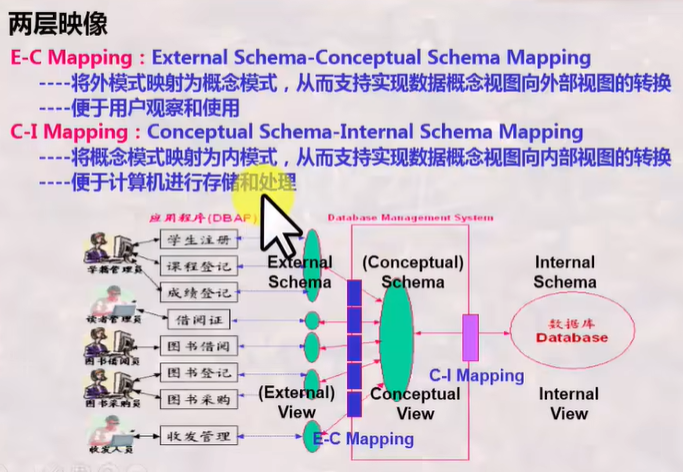 两层映像
E-C Mapping：External Schema-Conceptual Schema Mapping
----将外模式映射为概念模式，从而支持实现数据概念视图向外部视图的转换
----便于用户观察和使用
C-I Mapping：Conceptual Schema-Internal Schema Mapping
----将概念模式映射为内模式，从而支持实现数据概念视图向内部视图的转换
----便于计算机进行存储和处理
应用程序(DBAP)
Database Management System
学生注册
学籍管理员
课程登记
External
Schema
(Conceptual)
Schema
Internal
Schema
成绩登记
借阅证
读者管理员
数据库
Database
图书借阅
图书借阅员
图书登记
C-I Mapping
图书采购
图书采购员
(External)
View
Conceptual
View
Internal
View
收发管理
收发人员
E-C Mapping